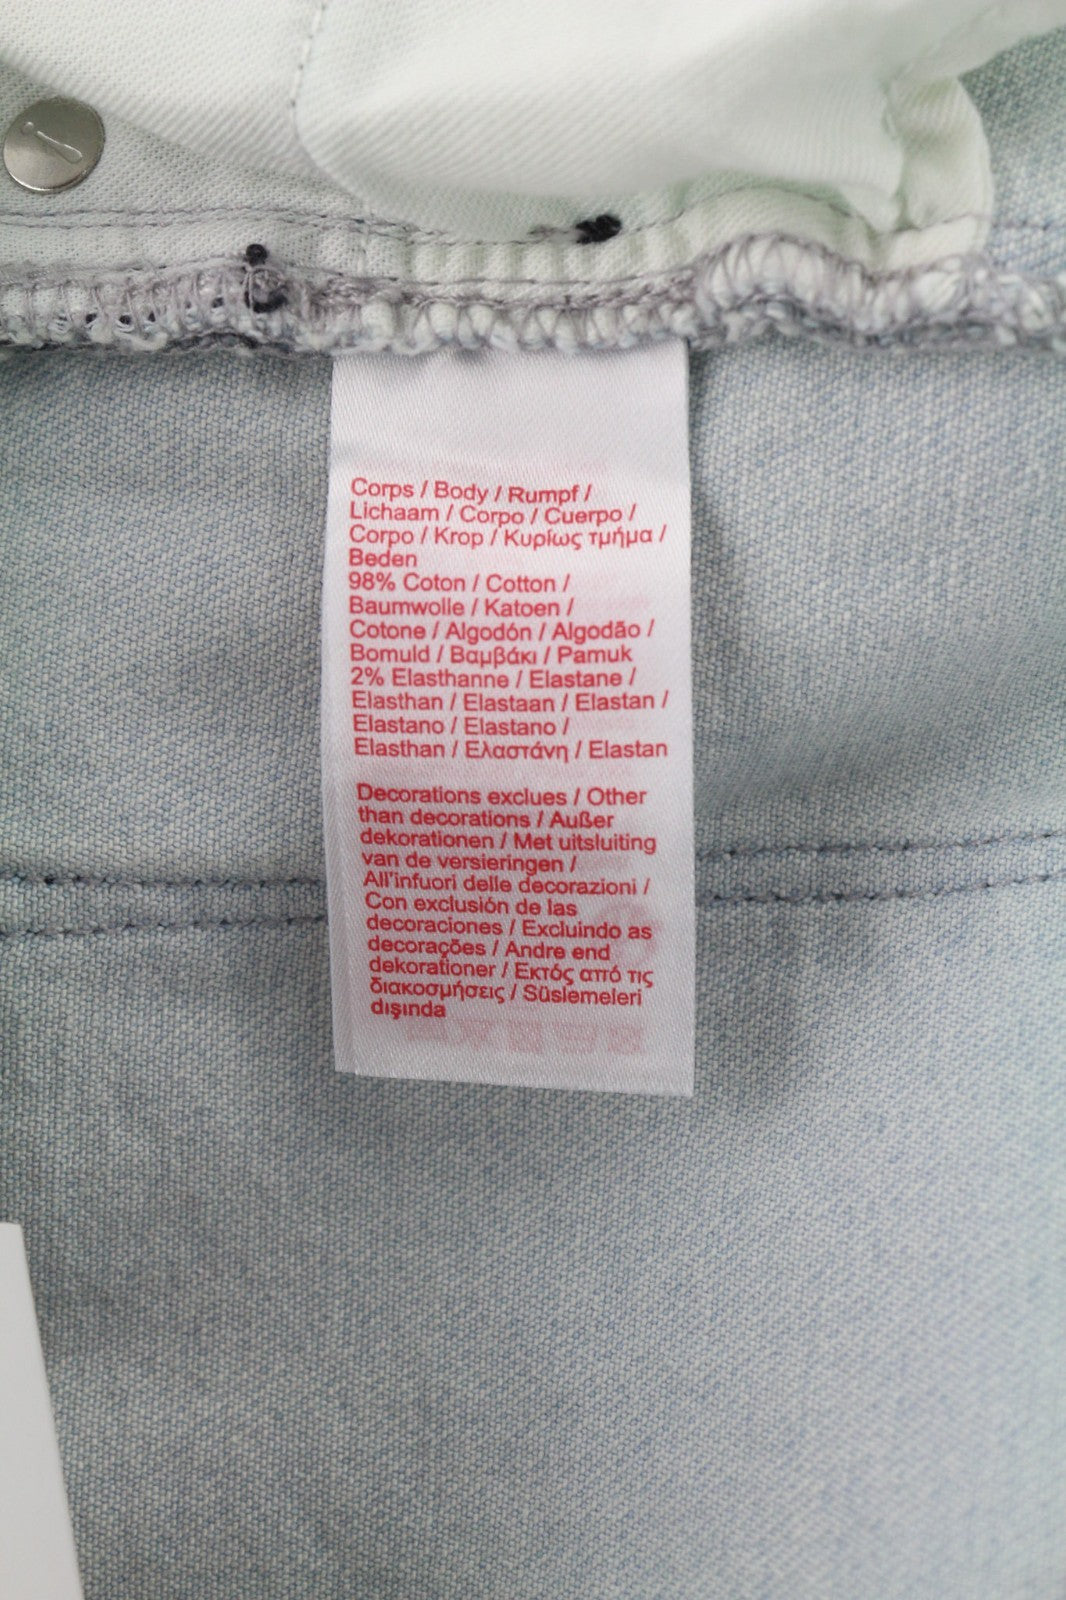 Corps / Body / Rumpf /
Lichaam / Corpo / Cuerpo /
Corpo / Krop / Κυρίως τμήμα /
Beden
98% Coton / Cotton /
Baumwolle / Katoen /
Cotone / Algodón / Algodão /
Bomuld / Βαμβάκι / Pamuk
2% Elasthanne / Elastane /
Elasthan / Elastaan / Elastan /
Elastano / Elastano /
Elasthan / Ελαστάνη / Elastan
Decorations exclues / Other
than decorations / Außer
dekorationen / Met uitsluiting
van de versieringen /
All'infuori delle decorazioni /
Con exclusión de las
decoraciones / Excluindo as
decorações / Andre end
dekorationer / Εκτός από τις
διακοσμήσεις / Süslemeleri
dışında